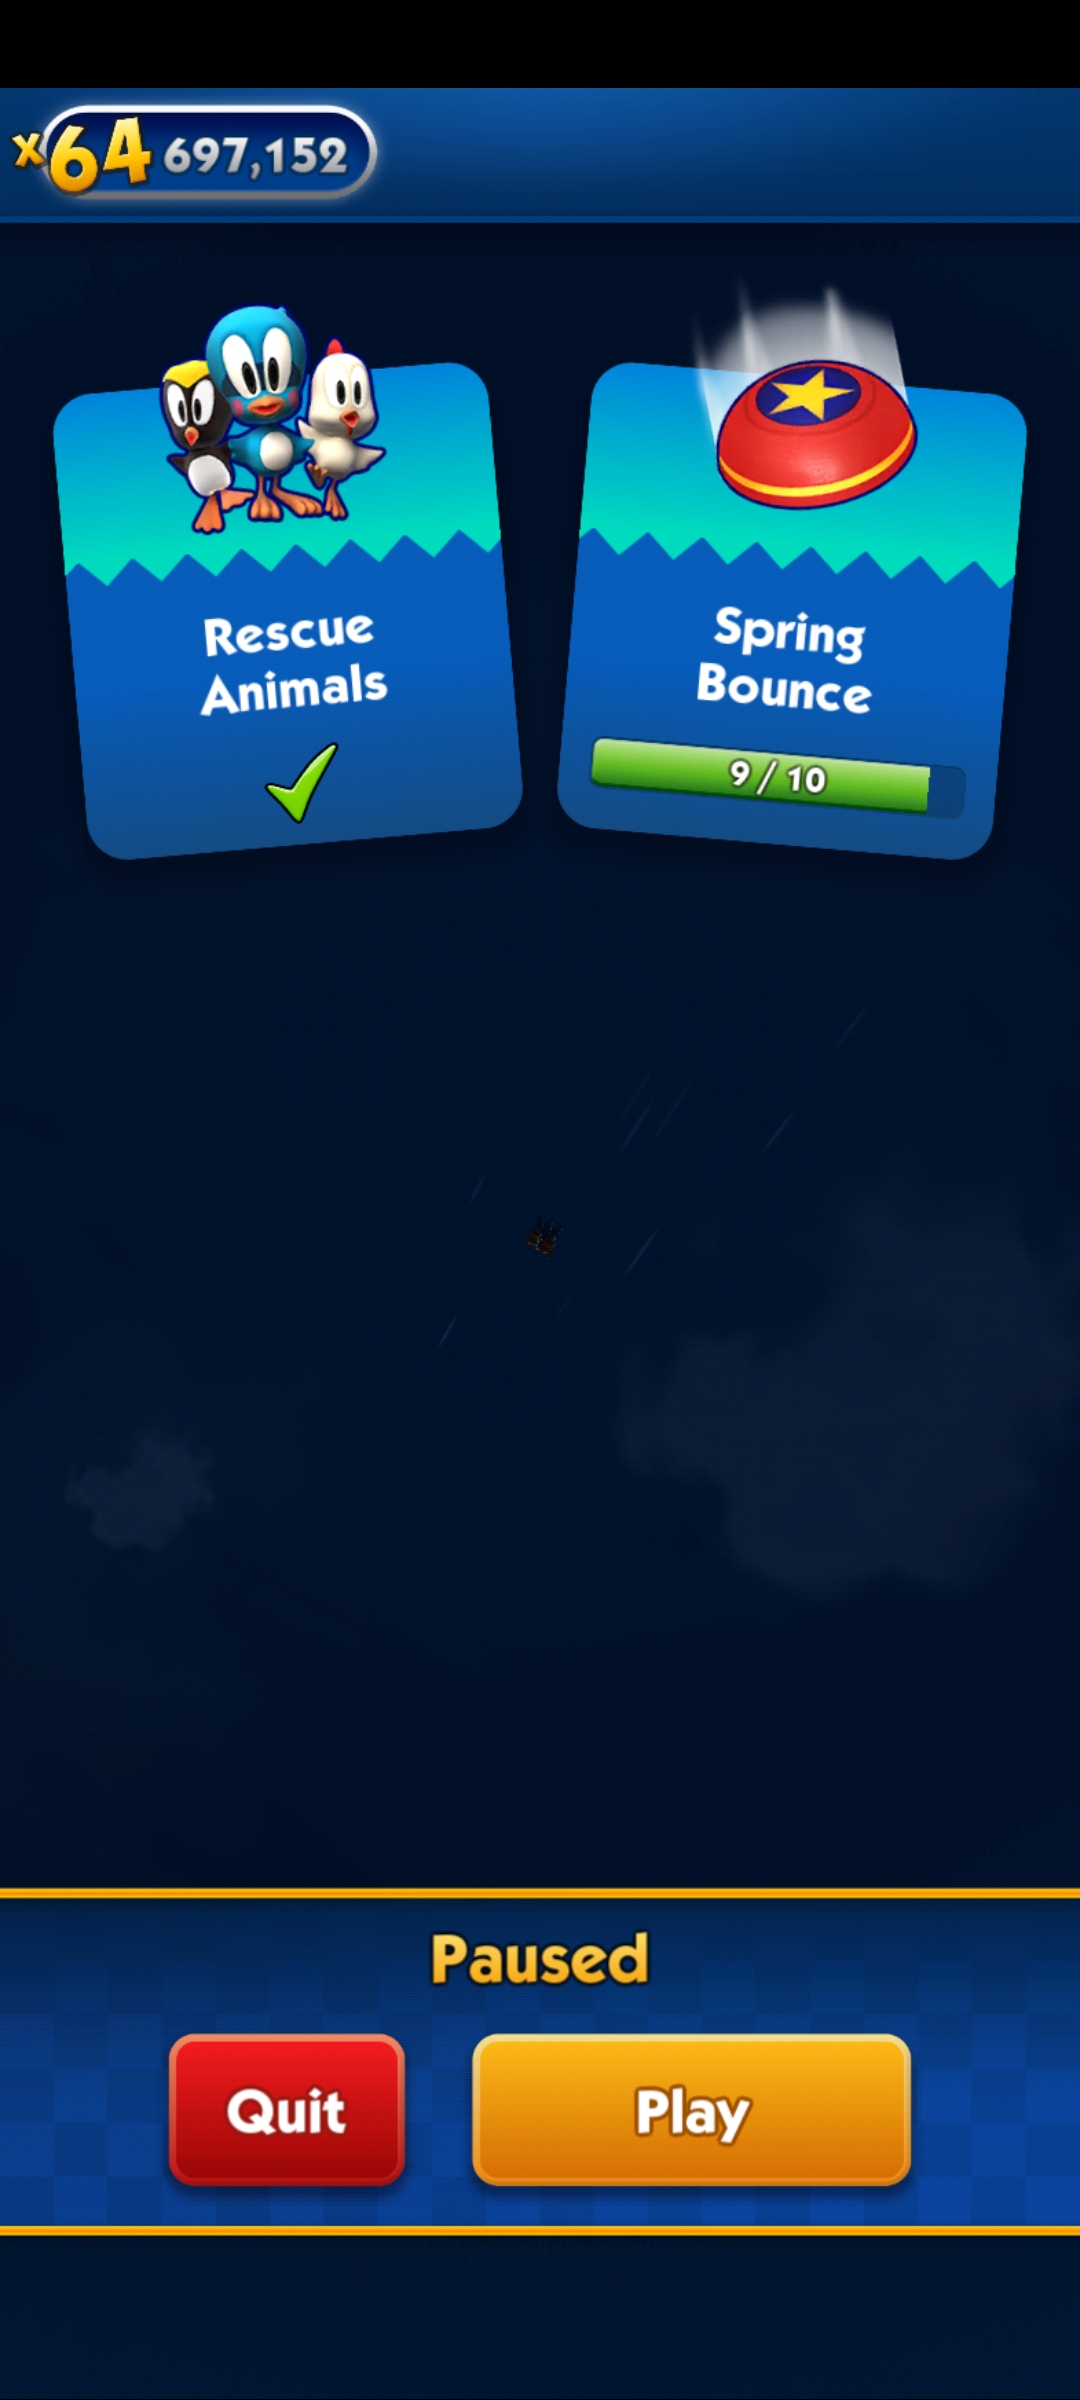 x64 697,152
Rescue
Animals
Spring
Bounce
9 / 10
Paused
Quit
Play